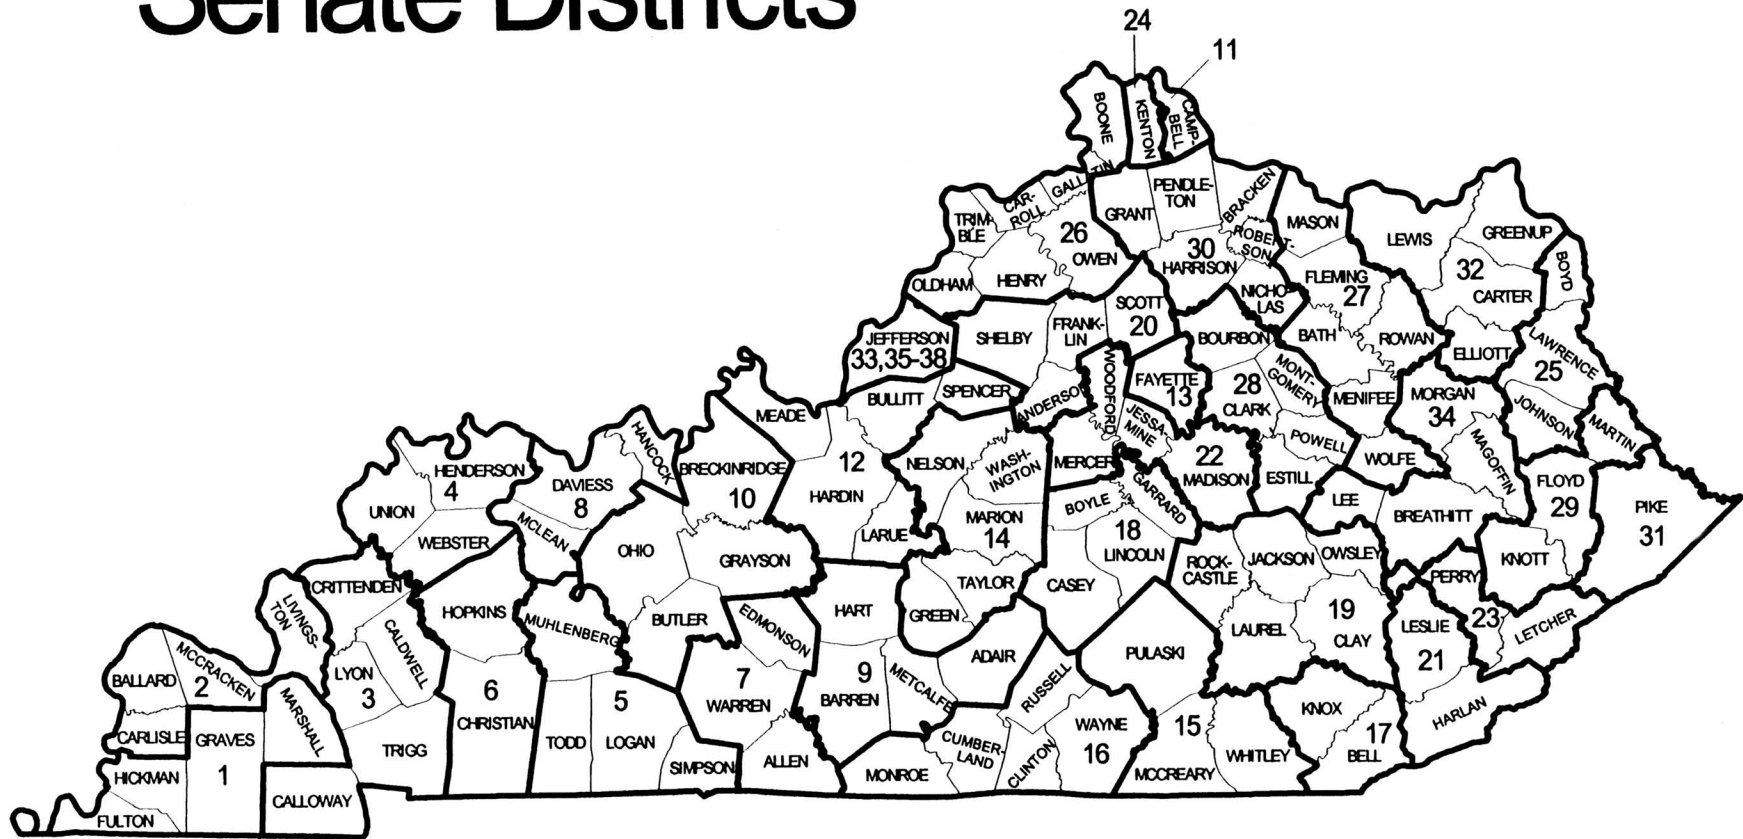 Senate Districts
24
11
BOONE
KENTON
CAMP-
BELL
GALLATIN
CAR-
ROLL
TRIM-
BLE
PENDLE-
TON
GRANT
BRACKEN
MASON
LEWIS
GREENUP
26
OWEN
30
HARRISON
ROBERT-
SON
32
CARTER
BOYD
OLDHAM
HENRY
NICHO-
LAS
FLEMING
27
SCOTT
20
FRANK-
LIN
SHELBY
JEFFERSON
33,35-38
BOURBON
BATH
ROWAN
ELLIOTT
LAWRENCE
25
WOODFORD
FAYETTE
13
28
CLARK
MONT-
GOMERY
MENIFEE
MORGAN
34
JOHNSON
MARTIN
SPENCER
BULLITT
ANDERSON
JESSA-
MINE
MEADE
HANCOCK
POWELL
MAGOFFIN
HENDERSON
4
DAVIESS
8
BRECKINRIDGE
10
12
HARDIN
NELSON
WASH-
INGTON
MERCER
GARRARD
22
MADISON
ESTILL
WOLFE
FLOYD
29
PIKE
31
UNION
MCLEAN
BOYLE
LEE
BREATHITT
WEBSTER
OHIO
GRAYSON
LARUE
MARION
14
18
LINCOLN
ROCK-
CASTLE
JACKSON
OWSLEY
KNOTT
CRITTENDEN
LIVINGS-
TON
HOPKINS
MUHLENBERG
BUTLER
EDMONSON
HART
GREEN
TAYLOR
CASEY
PERRY
23
LETCHER
19
CLAY
LAUREL
LESLIE
21
CALDWELL
LYON
3
BALLARD
MCCRACKEN
2
MARSHALL
6
CHRISTIAN
5
LOGAN
TODD
7
WARREN
9
BARREN
METCALFE
ADAIR
RUSSELL
PULASKI
KNOX
HARLAN
CARLISLE
GRAVES
1
TRIGG
SIMPSON
ALLEN
MONROE
CUMBER-
LAND
CLINTON
WAYNE
16
15
MCCREARY
WHITLEY
17
BELL
HICKMAN
FULTON
CALLOWAY